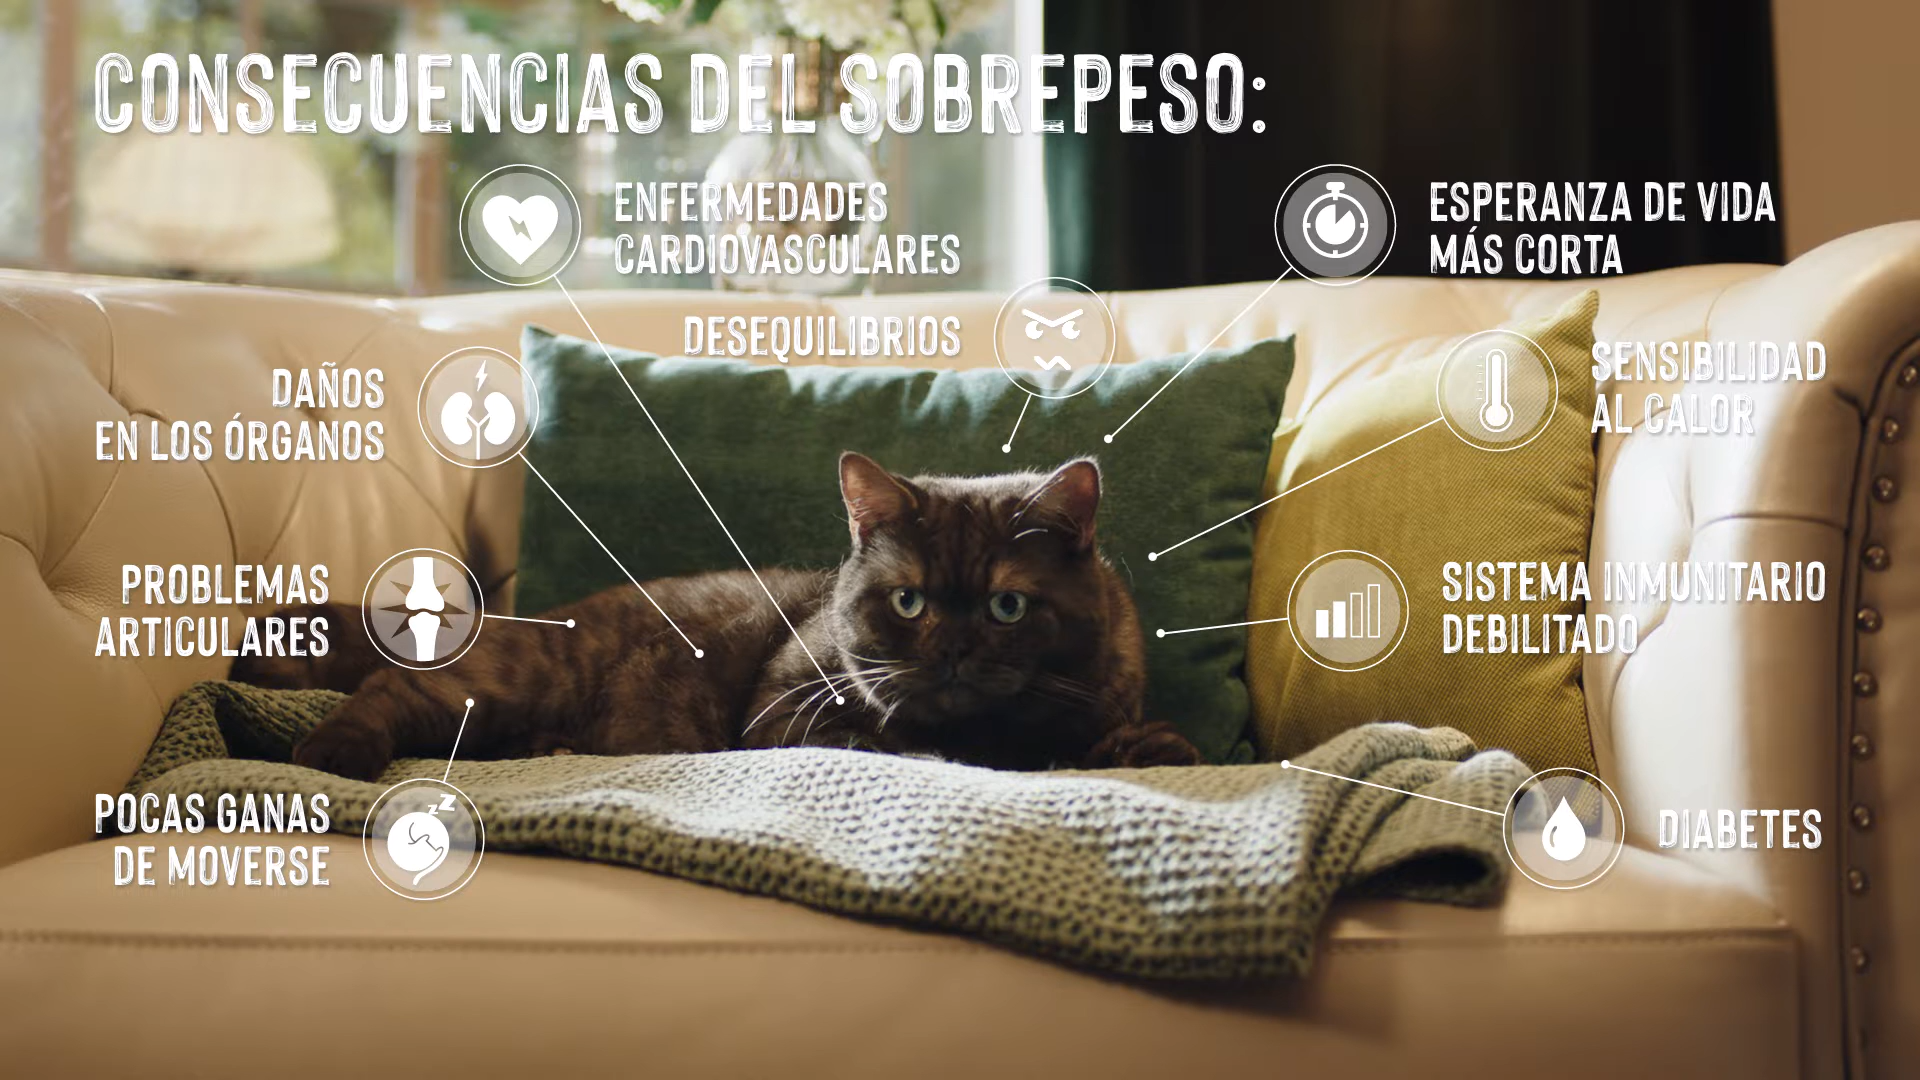 CONSECUENCIAS DEL SOBREPESO:
ENFERMEDADES
CARDIOVASCULARES
ESPERANZA DE VIDA
MÁS CORTA
DESEQUILIBRIOS
DAÑOS
EN LOS ÓRGANOS
SENSIBILIDAD
AL CALOR
PROBLEMAS
ARTICULARES
SISTEMA INMUNITARIO
DEBILITADO
POCAS GANAS
DE MOVERSE
zZ
DIABETES